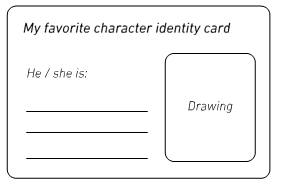 My favorite character identity card
He / she is:
Drawing